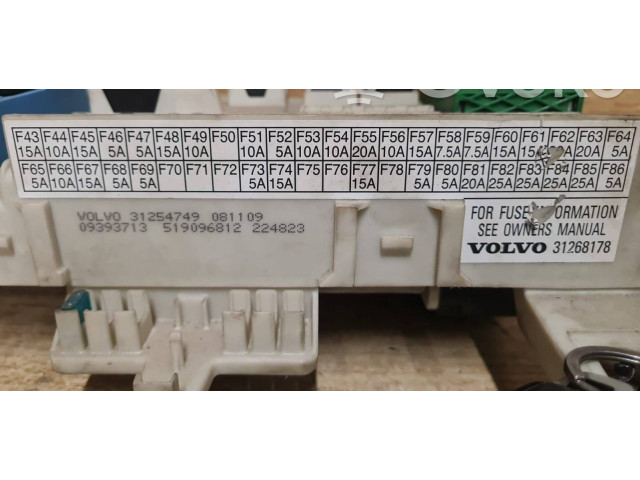 F43 F44 F45 F46 F47 F48 F49 F50 F51 F52 F53 F54 F55 F56 F57 F58 F59 F60 F61 F62 F63 F64
15A 10A 15A 5A 5A 15A 10A 10A 5A 10A 10A 20A 10A 15A 7.5A 7.5A 15A 20A 5A
F65 F66 F67 F68 F69 F70 F71 F72 F73 F74 F75 F76 F77 F78 F79 F80 F81 F82 F83 F84 F85 F86
5A 10A 15A 5A 5A 5A 15A 15A 5A 5A 20A 25A 25A 25A 25A 5A
VOLVO 31254749 081109
09393713 519096812 224823
FOR FUSE
SEE OWNERS MANUAL
VOLVO 31268178